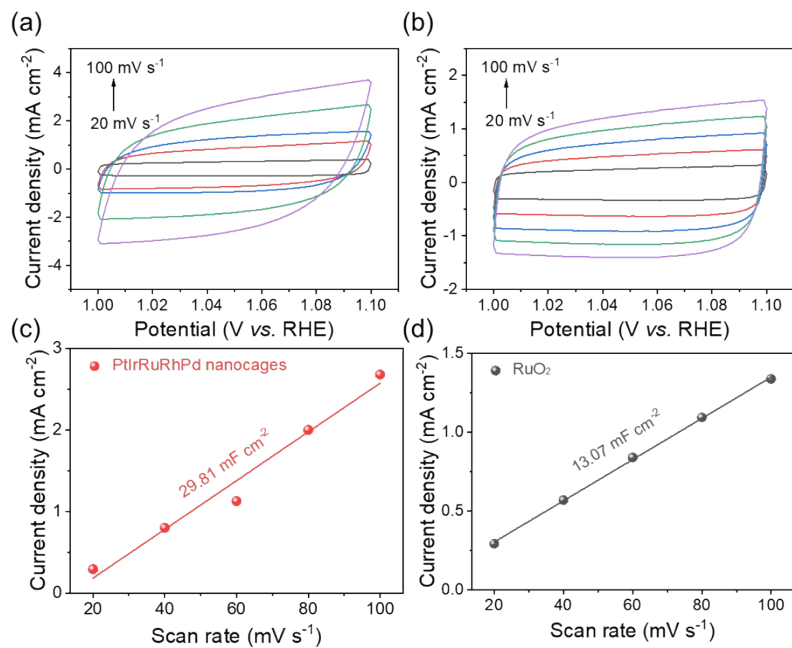 (a)
Current density (mA cm⁻²)
4
2
0
-2
-4
100 mV s⁻¹
20 mV s⁻¹
1.00 1.02 1.04 1.06 1.08 1.10
Potential (V vs. RHE)
(b)
Current density (mA cm⁻²)
2
1
0
-1
-2
100 mV s⁻¹
20 mV s⁻¹
1.00 1.02 1.04 1.06 1.08 1.10
Potential (V vs. RHE)
(c)
Current density (mA cm⁻²)
3
2
1
0
PtIrRuRhPd nanocages
29.81 mF cm⁻²
20 40 60 80 100
Scan rate (mV s⁻¹)
(d)
Current density (mA cm⁻²)
1.5
1.0
0.5
0.0
RuO₂
13.07 mF cm⁻²
20 40 60 80 100
Scan rate (mV s⁻¹)